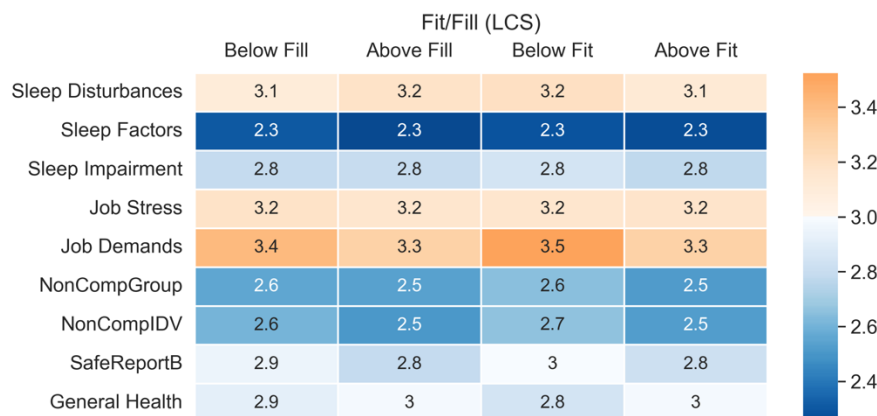 Fit/Fill (LCS)
Below Fill Above Fill Below Fit Above Fit
Sleep Disturbances 3.1 3.2 3.2 3.1
Sleep Factors 2.3 2.3 2.3 2.3
Sleep Impairment 2.8 2.8 2.8 2.8
Job Stress 3.2 3.2 3.2 3.2
Job Demands 3.4 3.3 3.5 3.3
NonCompGroup 2.6 2.5 2.6 2.5
NonCompIDV 2.6 2.5 2.7 2.5
SafeReportB 2.9 2.8 3 2.8
General Health 2.9 3 2.8 3
3.4
3.2
3.0
2.8
2.6
2.4